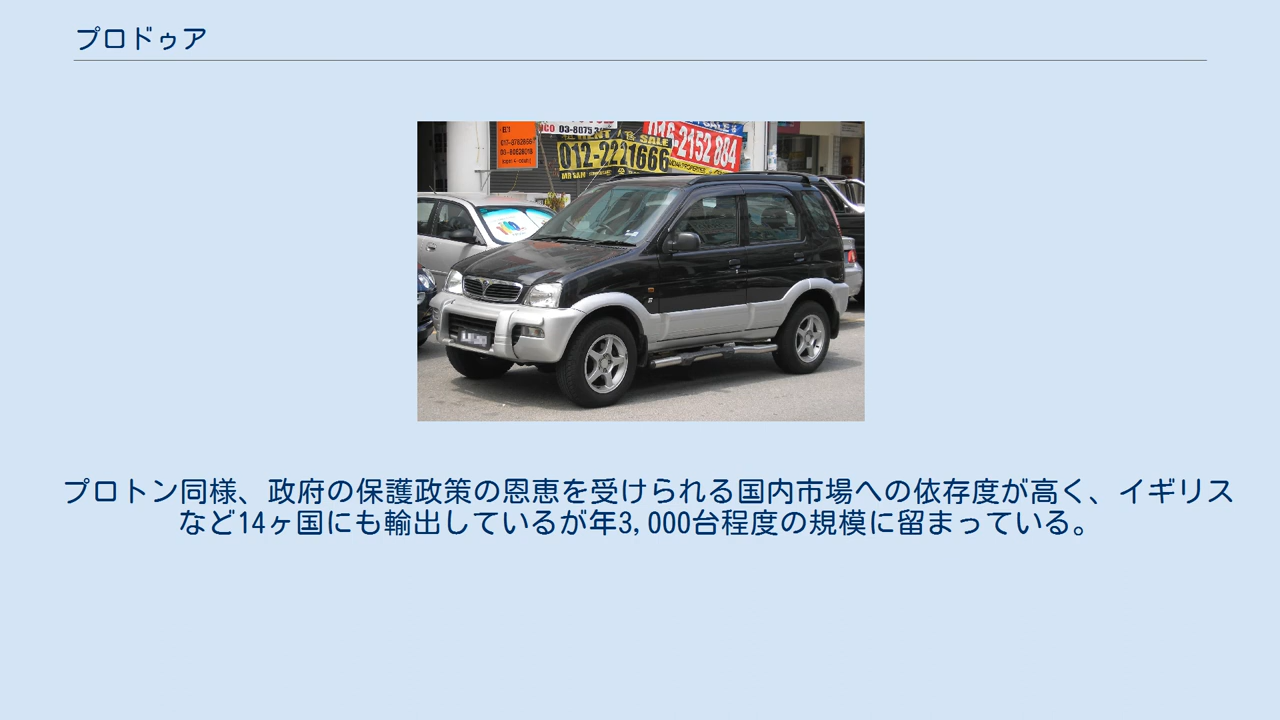 プロドゥア
012-2221666
プロトン同様、政府の保護政策の恩恵を受けられる国内市場への依存度が高く、イギリス
など14ヶ国にも輸出しているが年3,000台程度の規模に留まっている。